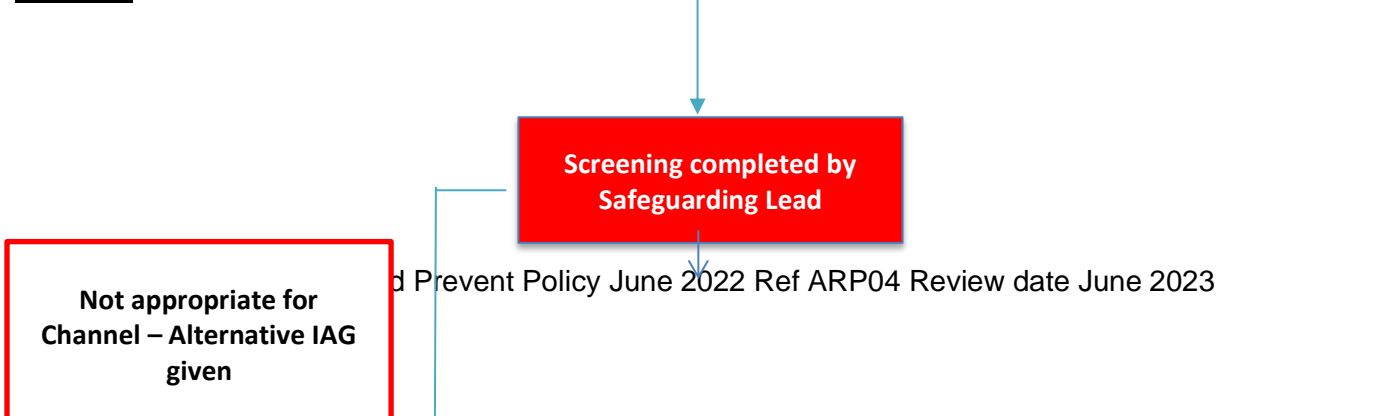 Screening completed by
Safeguarding Lead
Prevent Policy June 2022 Ref ARP04 Review date June 2023
Not appropriate for
Channel – Alternative IAG
given